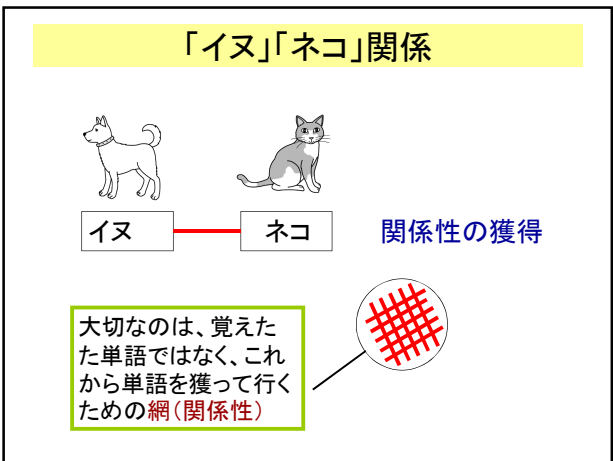 「イヌ」「ネコ」関係
イヌ
ネコ
関係性の獲得
大切なのは、覚えた
た単語ではなく、これ
から単語を獲って行く
ための網(関係性)